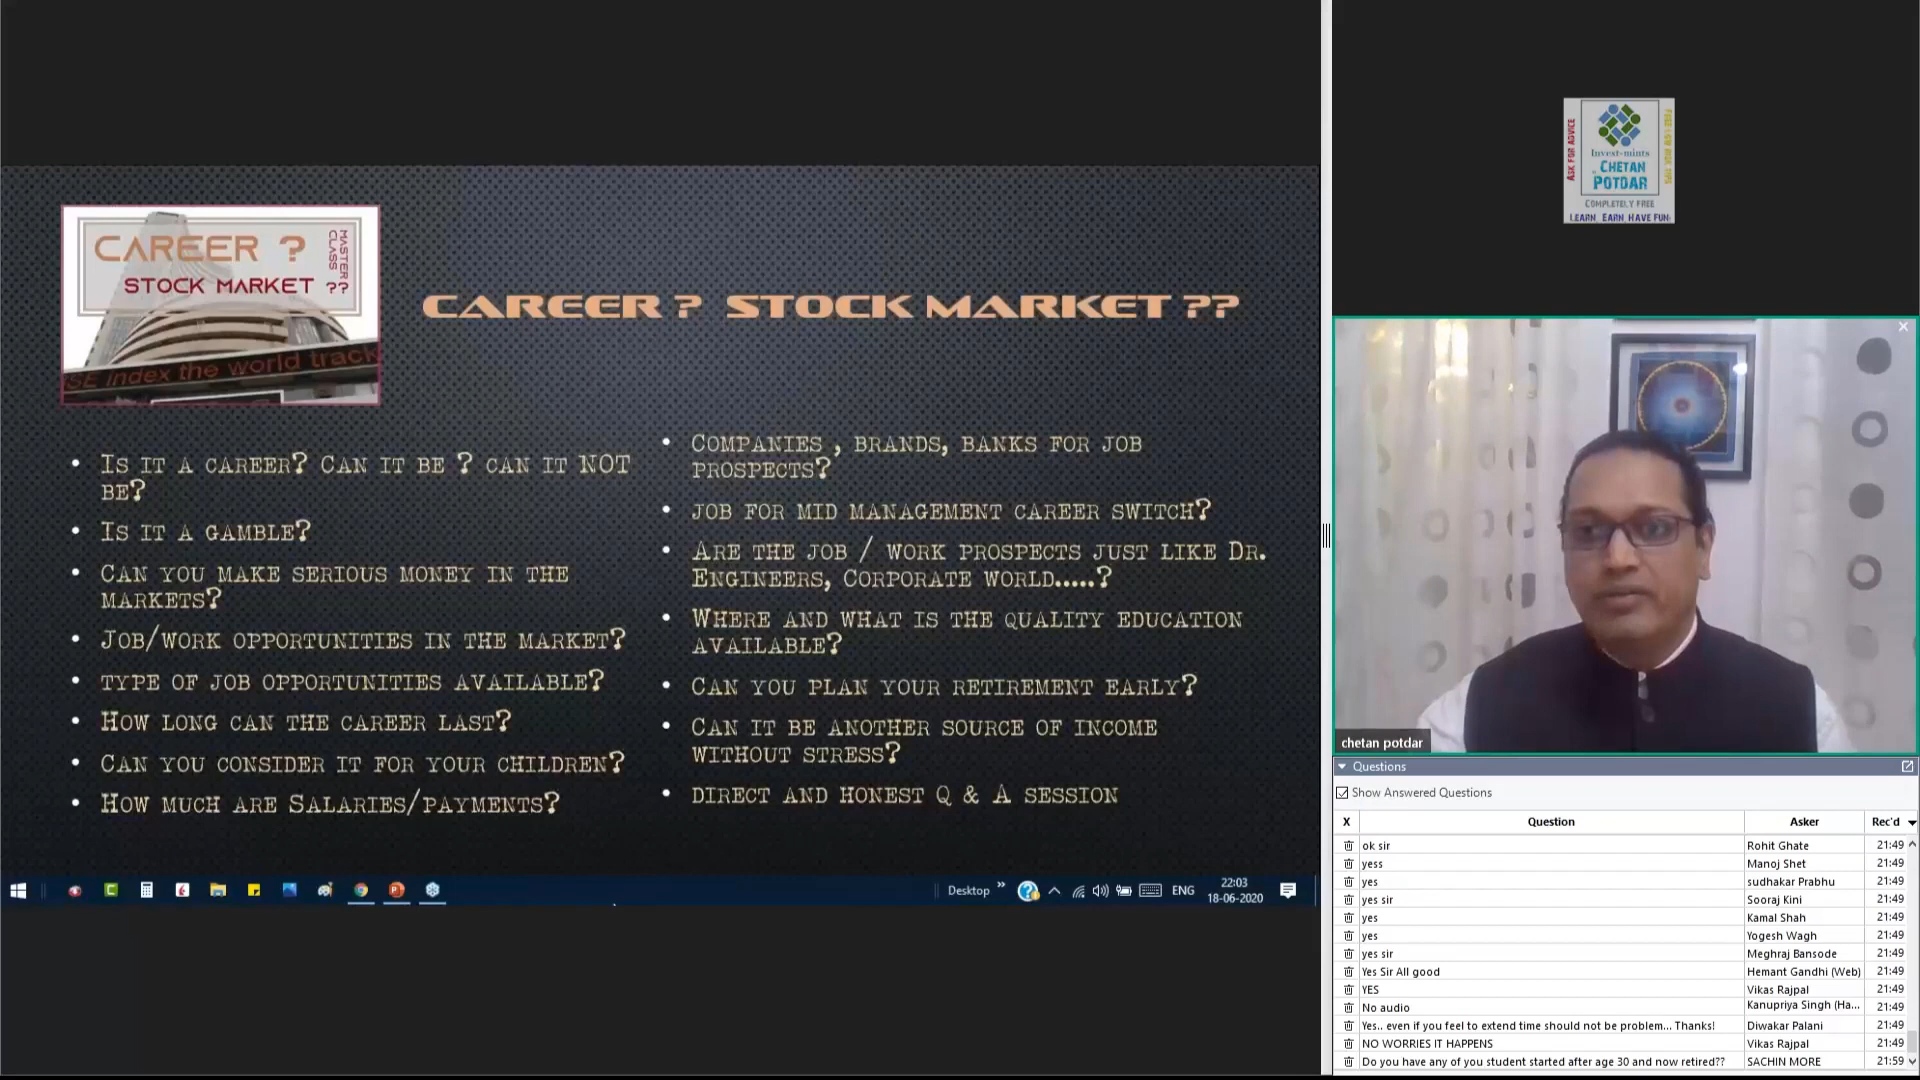 CAREER ?
STOCK MARKET ??
MASTER
CLASS
SE index the world track
CAREER ? STOCK MARKET ??
• Is it a career? Can it be ? can it NOT
be?
• Is it a gamble?
• Can you make serious money in the
markets?
• Job/work opportunities in the market?
• type of job opportunities available?
• How long can the career last?
• Can you consider it for your children?
• How much are Salaries/payments?
• Companies , brands, banks for job
prospects?
• job for mid management career switch?
• Are the job / work prospects just like Dr.
Engineers, Corporate world.....?
• Where and what is the quality education
available?
• Can you plan your retirement early?
• Can it be another source of income
without stress?
• direct and honest Q & A session
Desktop »
ENG
22:03
18-06-2020
ASK FOR ADVICE
Invest-mints
CHETAN
POTDAR
COMPLETELY FREE
LEARN EARN HAVE FUN
chetan potdar
Questions
Show Answered Questions
X Question Asker Rec'd
ok sir Rohit Ghate 21:49
yess Manoj Shet 21:49
yes sudhakar Prabhu 21:49
yes sir Sooraj Kini 21:49
yes Kamal Shah 21:49
yes Yogesh Wagh 21:49
yes sir Meghraj Bansode 21:49
Yes Sir All good Hemant Gandhi (Web) 21:49
YES Vikas Rajpal 21:49
No audio Kanupriya Singh (Ha... 21:49
Yes.. even if you feel to extend time should not be problem... Thanks! Diwakar Palani 21:49
NO WORRIES IT HAPPENS Vikas Rajpal 21:49
Do you have any of you student started after age 30 and now retired?? SACHIN MORE 21:59